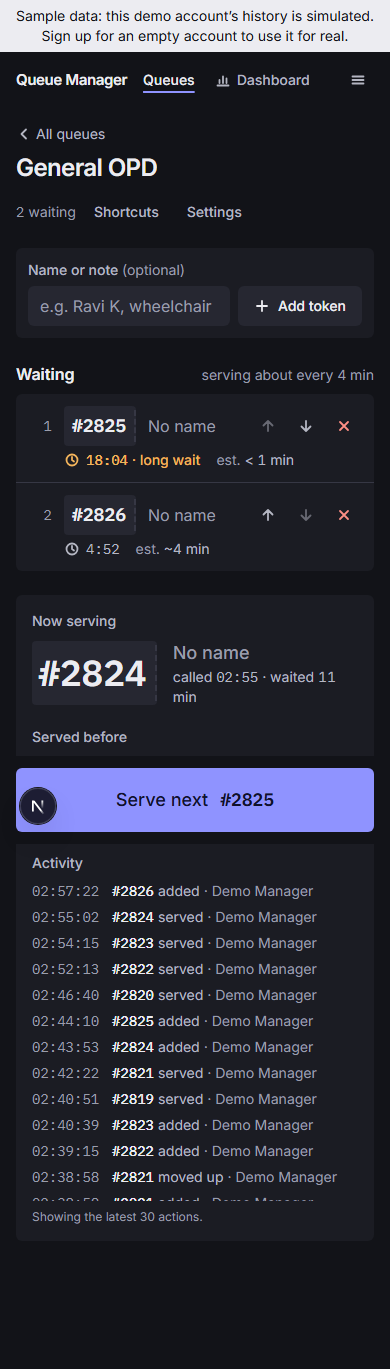 Sample data: this demo account's history is simulated.
Sign up for an empty account to use it for real.
Queue Manager Queues Dashboard
All queues
General OPD
2 waiting Shortcuts Settings
Name or note (optional)
e.g. Ravi K, wheelchair + Add token
Waiting serving about every 4 min
1 #2825 No name ↑ ↓ ×
18:04 · long wait est. < 1 min
2 #2826 No name ↑ ↓ ×
4:52 est. ~4 min
Now serving
#2824 No name
called 02:55 · waited 11
min
Served before
Serve next #2825
N
Activity
02:57:22 #2826 added · Demo Manager
02:55:02 #2824 served · Demo Manager
02:54:15 #2823 served · Demo Manager
02:52:13 #2822 served · Demo Manager
02:46:40 #2820 served · Demo Manager
02:44:10 #2825 added · Demo Manager
02:43:53 #2824 added · Demo Manager
02:42:22 #2821 served · Demo Manager
02:40:51 #2819 served · Demo Manager
02:40:39 #2823 added · Demo Manager
02:39:15 #2822 added · Demo Manager
02:38:58 #2821 moved up · Demo Manager
Showing the latest 30 actions.